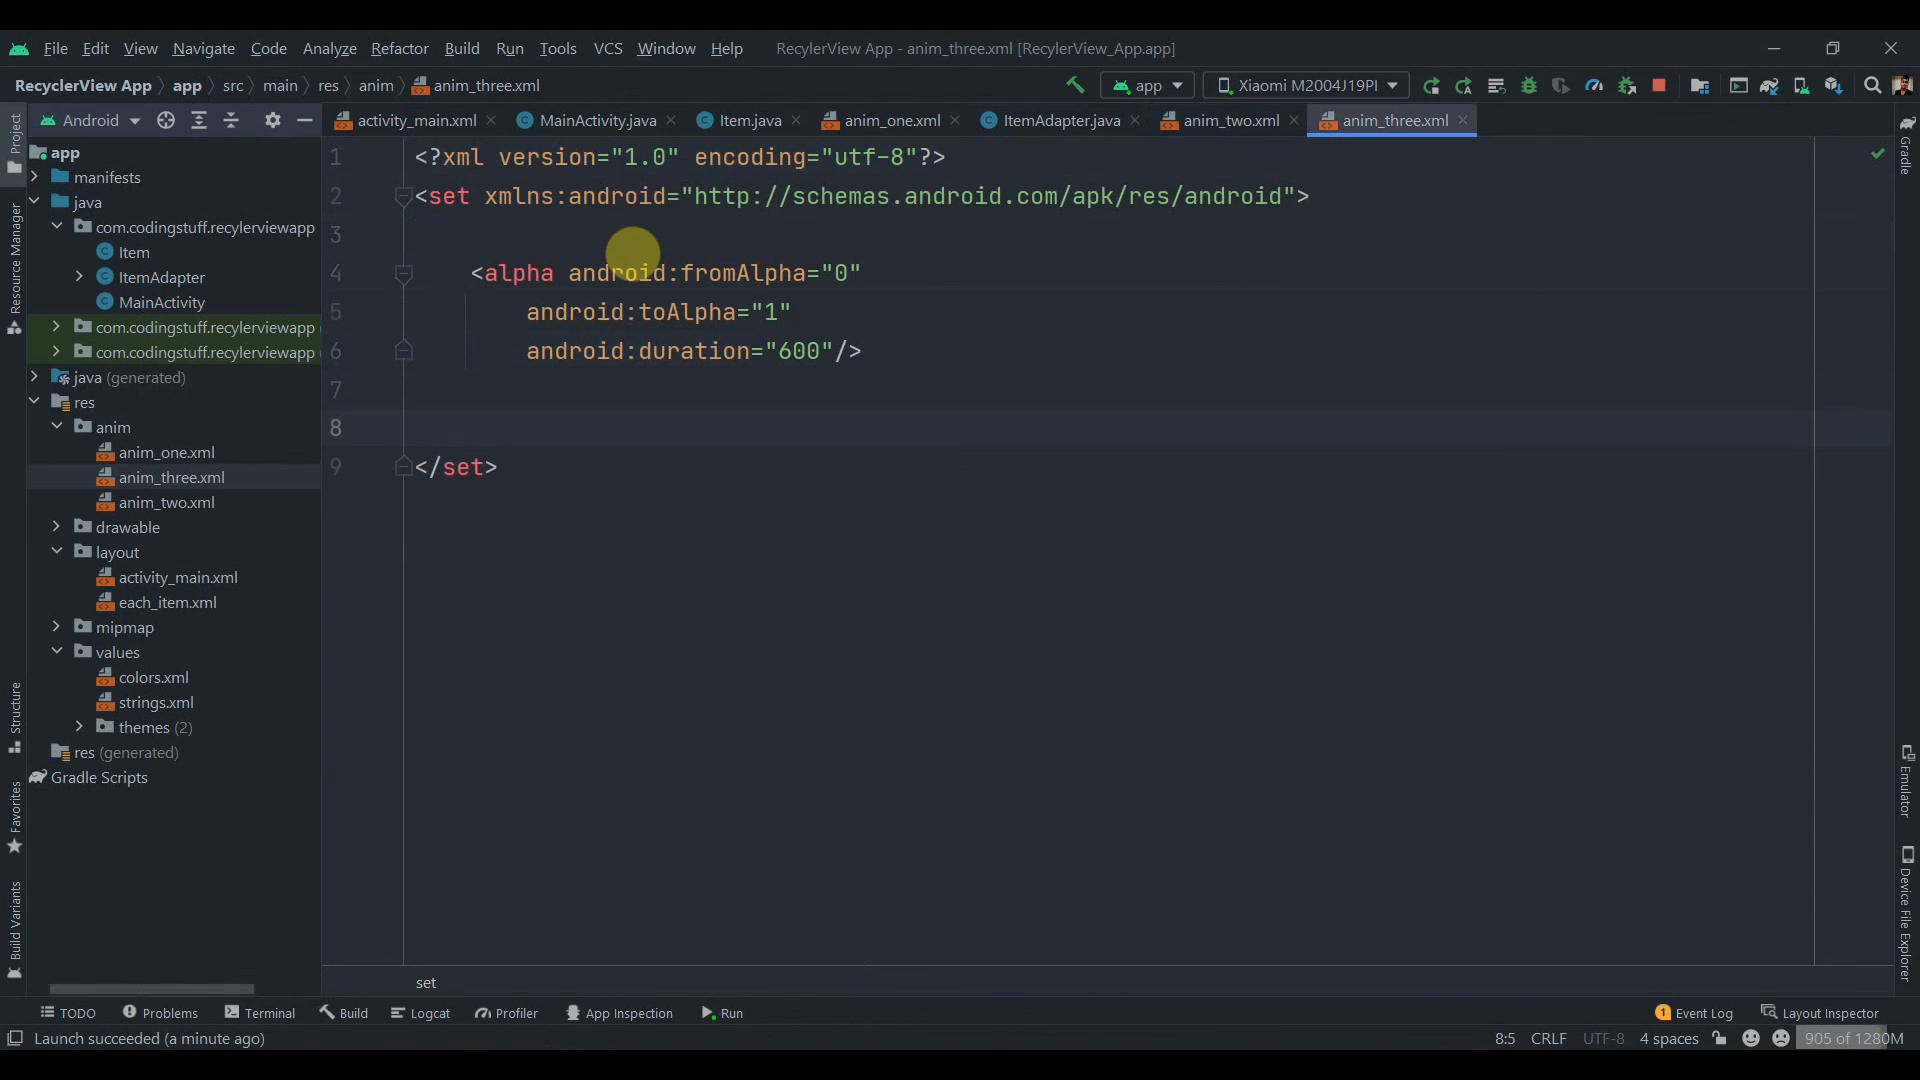 File Edit View Navigate Code Analyze Refactor Build Run Tools VCS Window Help RecylerView App - anim_three.xml [RecylerView_App.app]
RecyclerView App app src main res anim anim_three.xml app Xiaomi M2004J19PI
Android activity_main.xml MainActivity.java Item.java anim_one.xml ItemAdapter.java anim_two.xml anim_three.xml
Project
Resource Manager
Structure
Favorites
Build Variants
app
manifests
java
com.codingstuff.recylerviewapp
Item
ItemAdapter
MainActivity
com.codingstuff.recylerviewapp (
com.codingstuff.recylerviewapp (
java (generated)
res
anim
anim_one.xml
anim_three.xml
anim_two.xml
drawable
layout
activity_main.xml
each_item.xml
mipmap
values
colors.xml
strings.xml
themes (2)
res (generated)
Gradle Scripts
1 <?xml version="1.0" encoding="utf-8"?>
2 <set xmlns:android="http://schemas.android.com/apk/res/android">
3
4 <alpha android:fromAlpha="0"
5 android:toAlpha="1"
6 android:duration="600"/>
7
8
9 </set>
Gradle
Emulator
Device File Explorer
set
TODO Problems Terminal Build Logcat Profiler App Inspection Run 1 Event Log Layout Inspector
Launch succeeded (a minute ago) 8:5 CRLF UTF-8 4 spaces 905 of 1280M